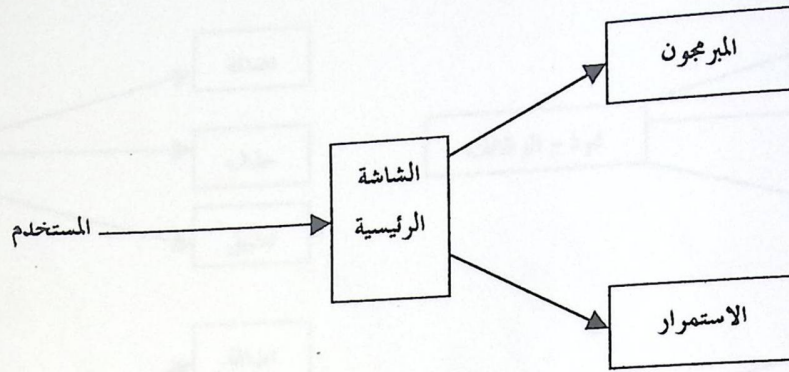 المبرمجون
الشاشة
الرئيسية
المستخدم
الاستمرار